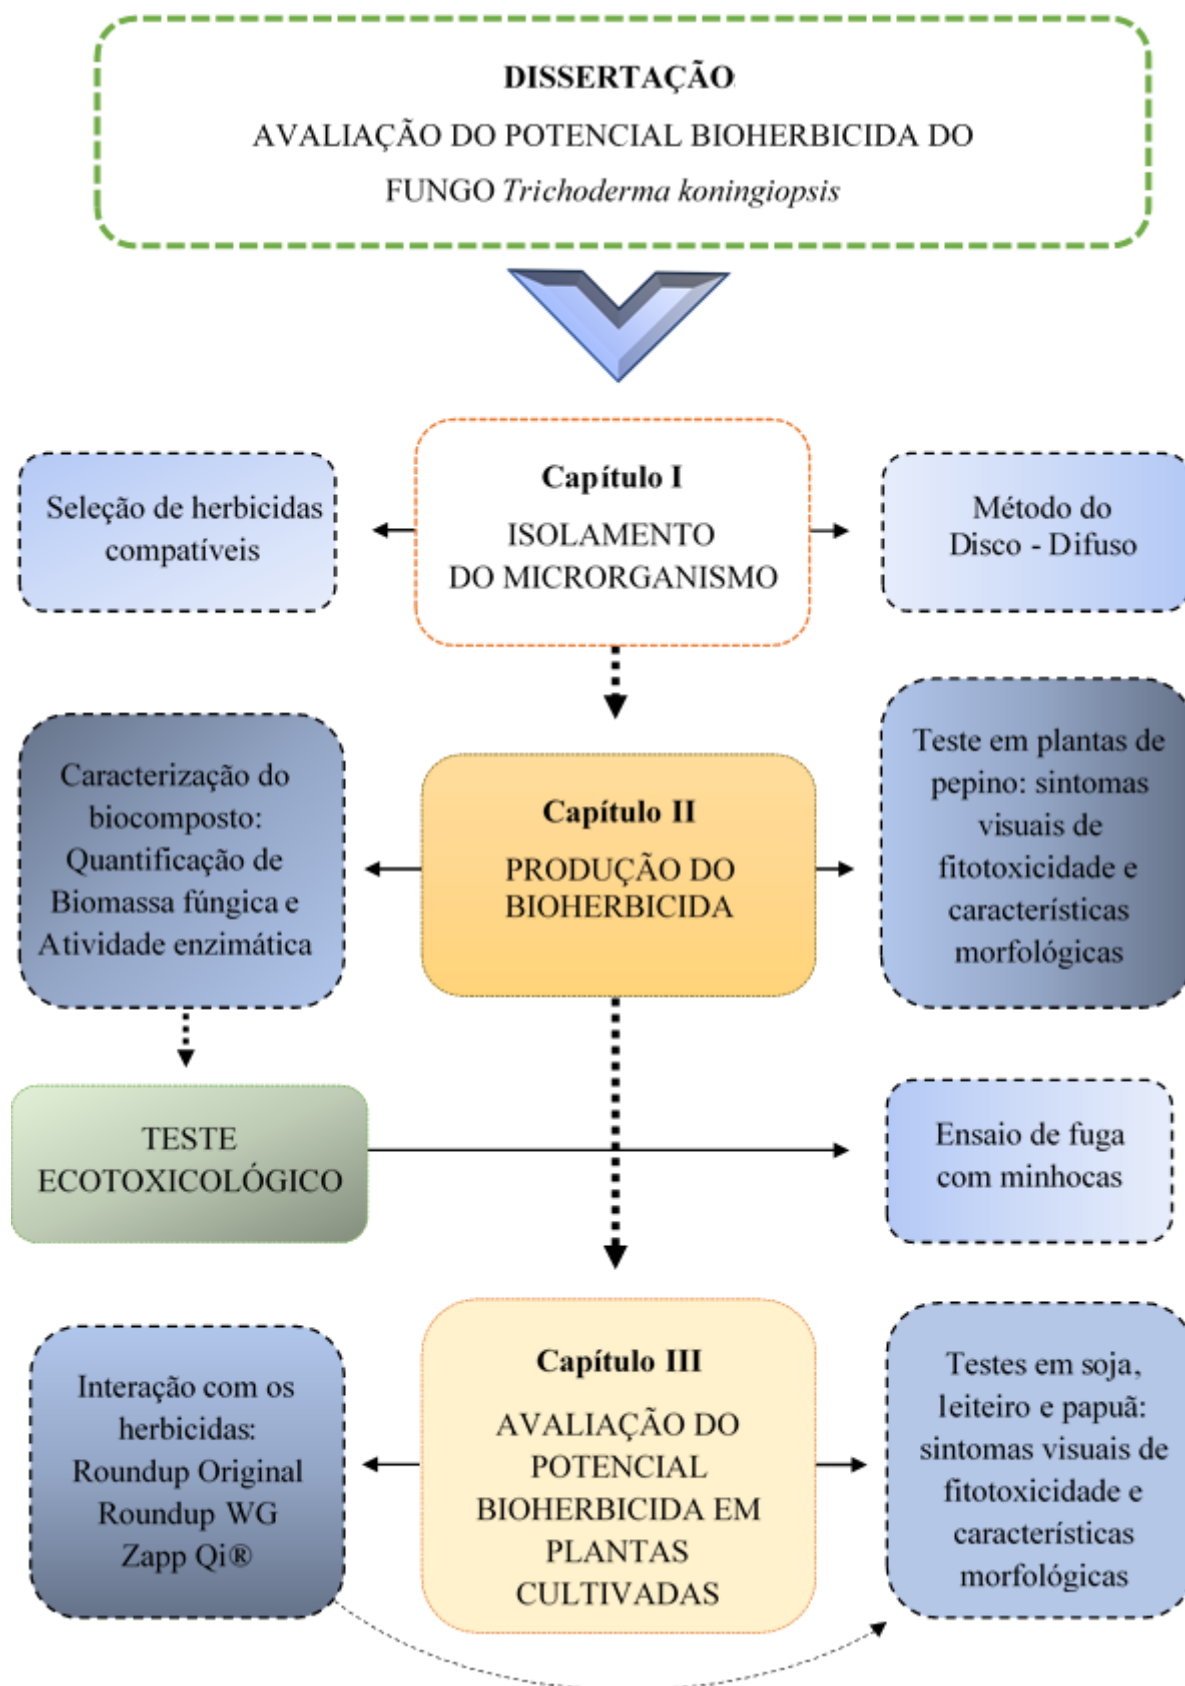 DISSERTAÇÃO
AVALIAÇÃO DO POTENCIAL BIOHERBICIDA DO
FUNGO Trichoderma koningiopsis
Seleção de herbicidas
compatíveis
Capítulo I
ISOLAMENTO
DO MICRORGANISMO
Método do
Disco - Difuso
Caracterização do
biocomposto:
Quantificação de
Biomassa fúngica e
Atividade enzimática
Capítulo II
PRODUÇÃO DO
BIOHERBICIDA
Teste em plantas de
pepino: sintomas
visuais de
fitotoxicidade e
características
morfológicas
TESTE
ECOTOXICOLÓGICO
Ensaio de fuga
com minhocas
Interação com os
herbicidas:
Roundup Original
Roundup WG
Zapp Qi®
Capítulo III
AVALIAÇÃO DO
POTENCIAL
BIOHERBICIDA EM
PLANTAS
CULTIVADAS
Testes em soja,
leiteiro e papuã:
sintomas visuais de
fitotoxicidade e
características
morfológicas